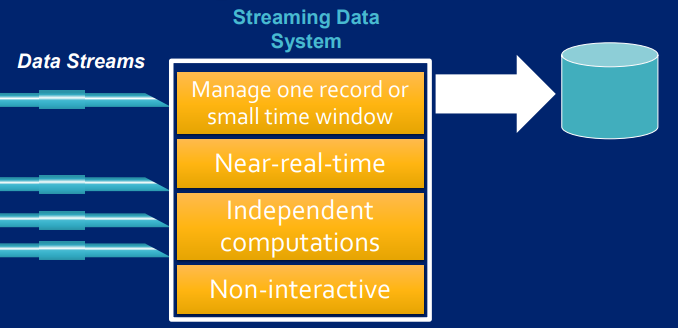 Streaming Data
System
Data Streams
Manage one record or
small time window
Near-real-time
Independent
computations
Non-interactive